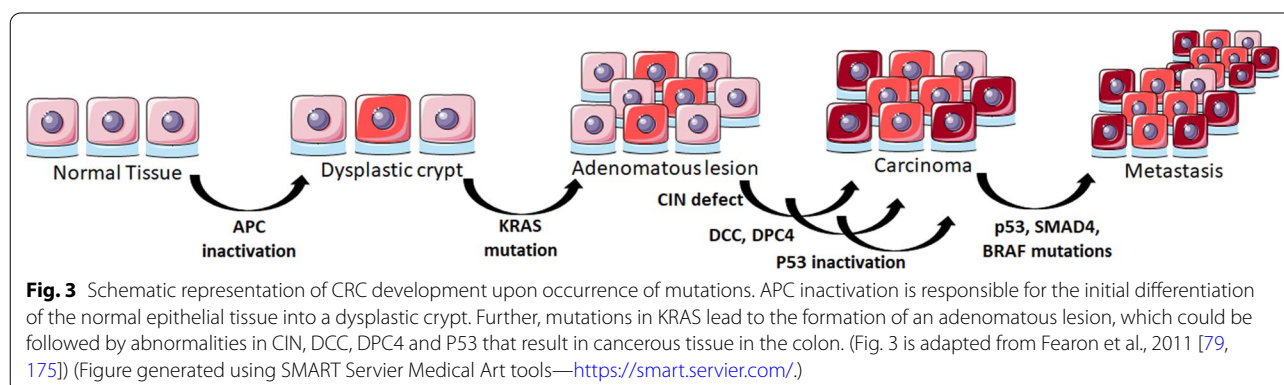 Normal Tissue
Dysplastic crypt
Adenomatous lesion
Carcinoma
Metastasis
APC
inactivation
KRAS
mutation
CIN defect
DCC, DPC4
P53 inactivation
p53, SMAD4,
BRAF mutations
Fig. 3 Schematic representation of CRC development upon occurrence of mutations. APC inactivation is responsible for the initial differentiation
of the normal epithelial tissue into a dysplastic crypt. Further, mutations in KRAS lead to the formation of an adenomatous lesion, which could be
followed by abnormalities in CIN, DCC, DPC4 and P53 that result in cancerous tissue in the colon. (Fig. 3 is adapted from Fearon et al., 2011 [79,
175]) (Figure generated using SMART Servier Medical Art tools—https://smart.servier.com/.)